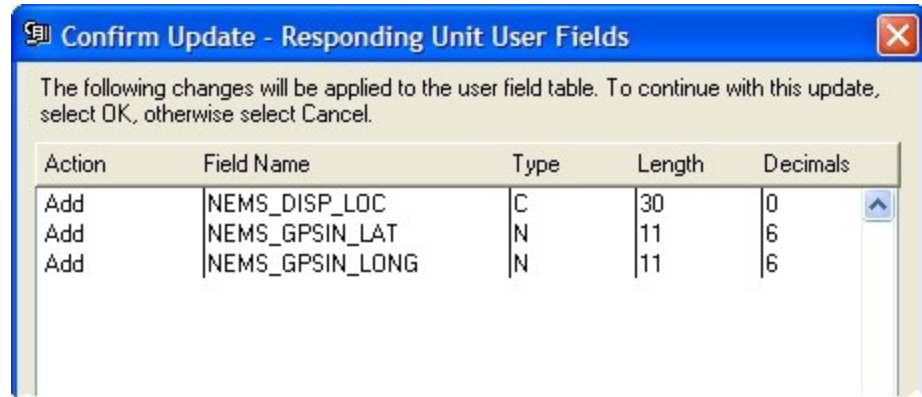 Confirm Update - Responding Unit User Fields
The following changes will be applied to the user field table. To continue with this update,
select OK, otherwise select Cancel.
Action Field Name Type Length Decimals
Add NEMS_DISP_LOC C 30 0
Add NEMS_GPSIN_LAT N 11 6
Add NEMS_GPSIN_LONG N 11 6